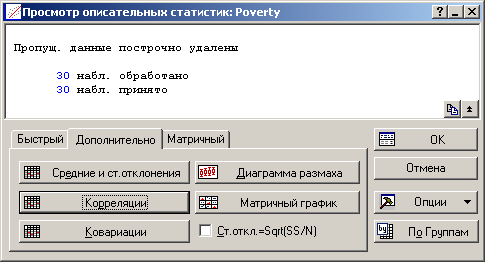 Просмотр описательных статистик: Poverty
Пропущ. данные построчно удалены
30 набл. обработано
30 набл. принято
Быстрый Дополнительно Матричный
OK
Средние и ст.отклонения Диаграмма размаха
Отмена
Корреляции Матричный график
Опции
Ковариации Ст.откл.=Sqrt(SS/N)
По Группам